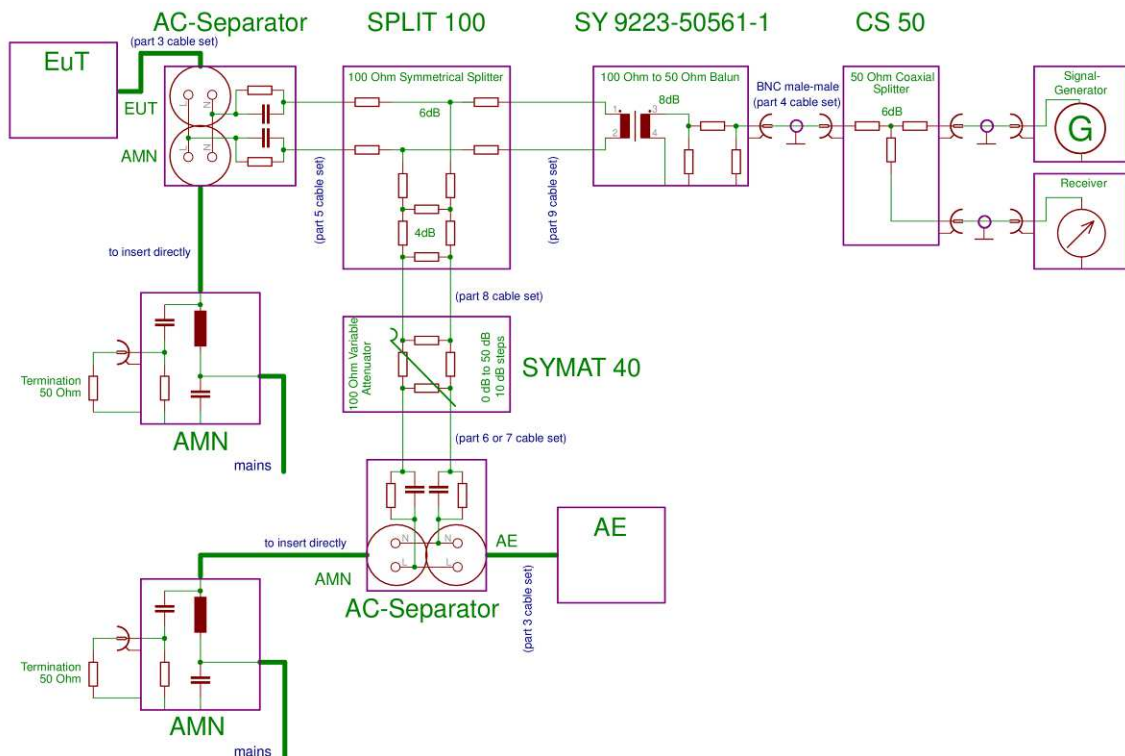 AC-Separator
SPLIT 100
SY 9223-50561-1
CS 50
(part 3 cable set)
EuT
EUT
AMN
L
N
L
N
100 Ohm Symmetrical Splitter
6dB
4dB
100 Ohm to 50 Ohm Balun
8dB
1
2
3
4
BNC male-male
(part 4 cable set)
50 Ohm Coaxial
Splitter
6dB
Signal-
Generator
G
Receiver
(part 5 cable set)
(part 9 cable set)
to insert directly
(part 8 cable set)
Termination
50 Ohm
AMN
mains
100 Ohm Variable
Attenuator
0 dB to 50 dB
10 dB steps
SYMAT 40
(part 6 or 7 cable set)
to insert directly
N
N
L
L
AMN
AE
AC-Separator
(part 3 cable set)
AE
Termination
50 Ohm
AMN
mains